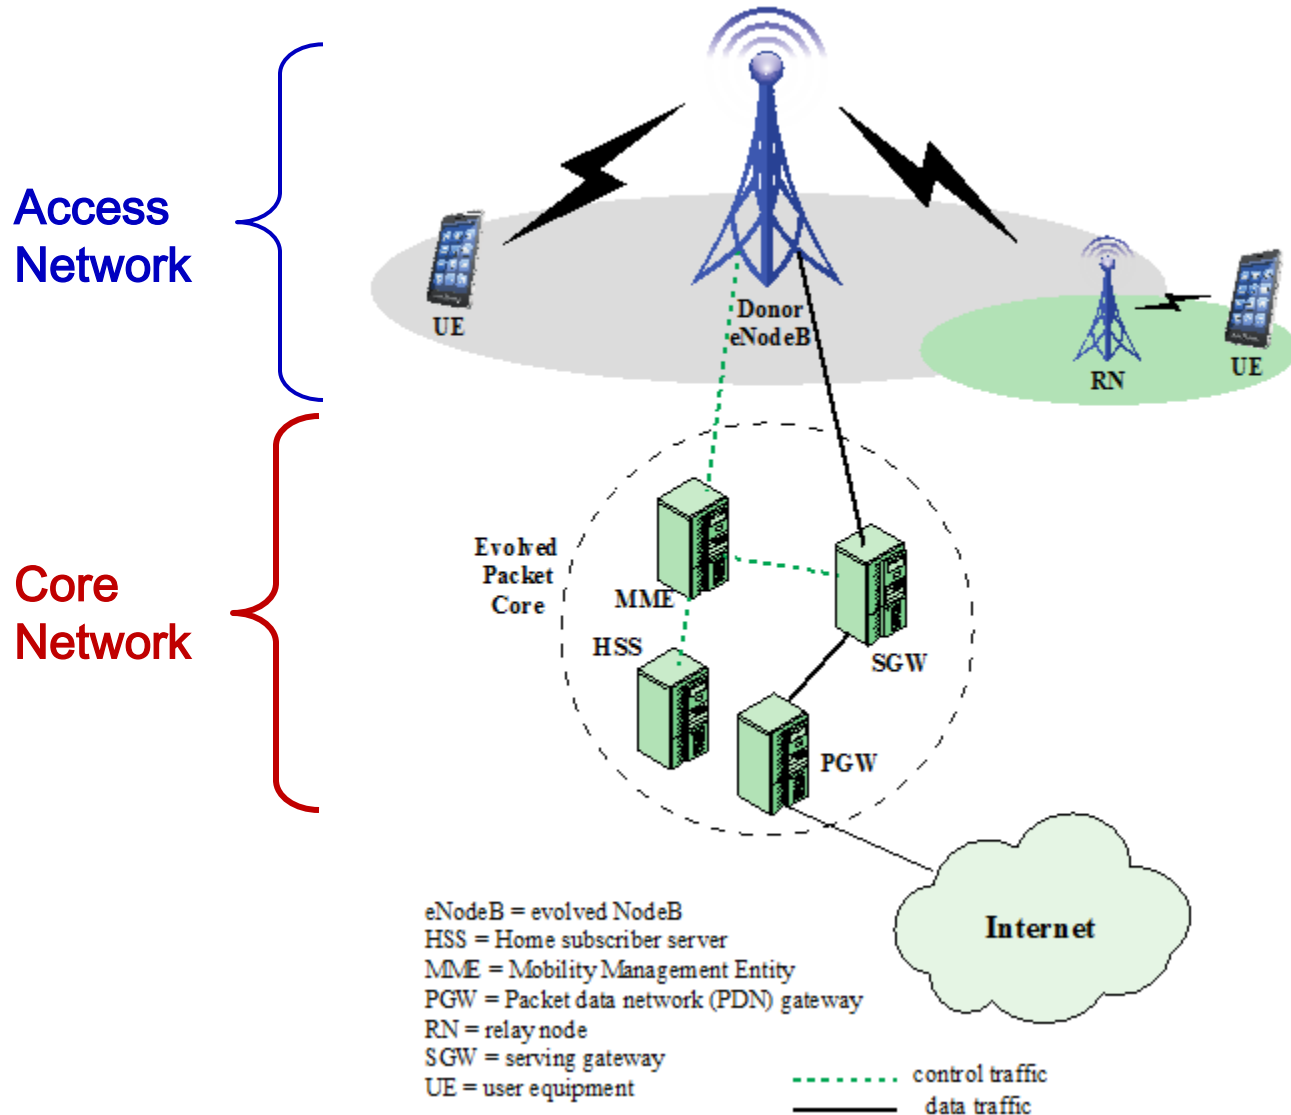 Access
Network
UE
Donor
eNodeB
RN
UE
Core
Network
Evolved
Packet
Core
MME
HSS
SGW
PGW
Internet
eNodeB = evolved NodeB
HSS = Home subscriber server
MME = Mobility Management Entity
PGW = Packet data network (PDN) gateway
RN = relay node
SGW = serving gateway
UE = user equipment
control traffic
data traffic